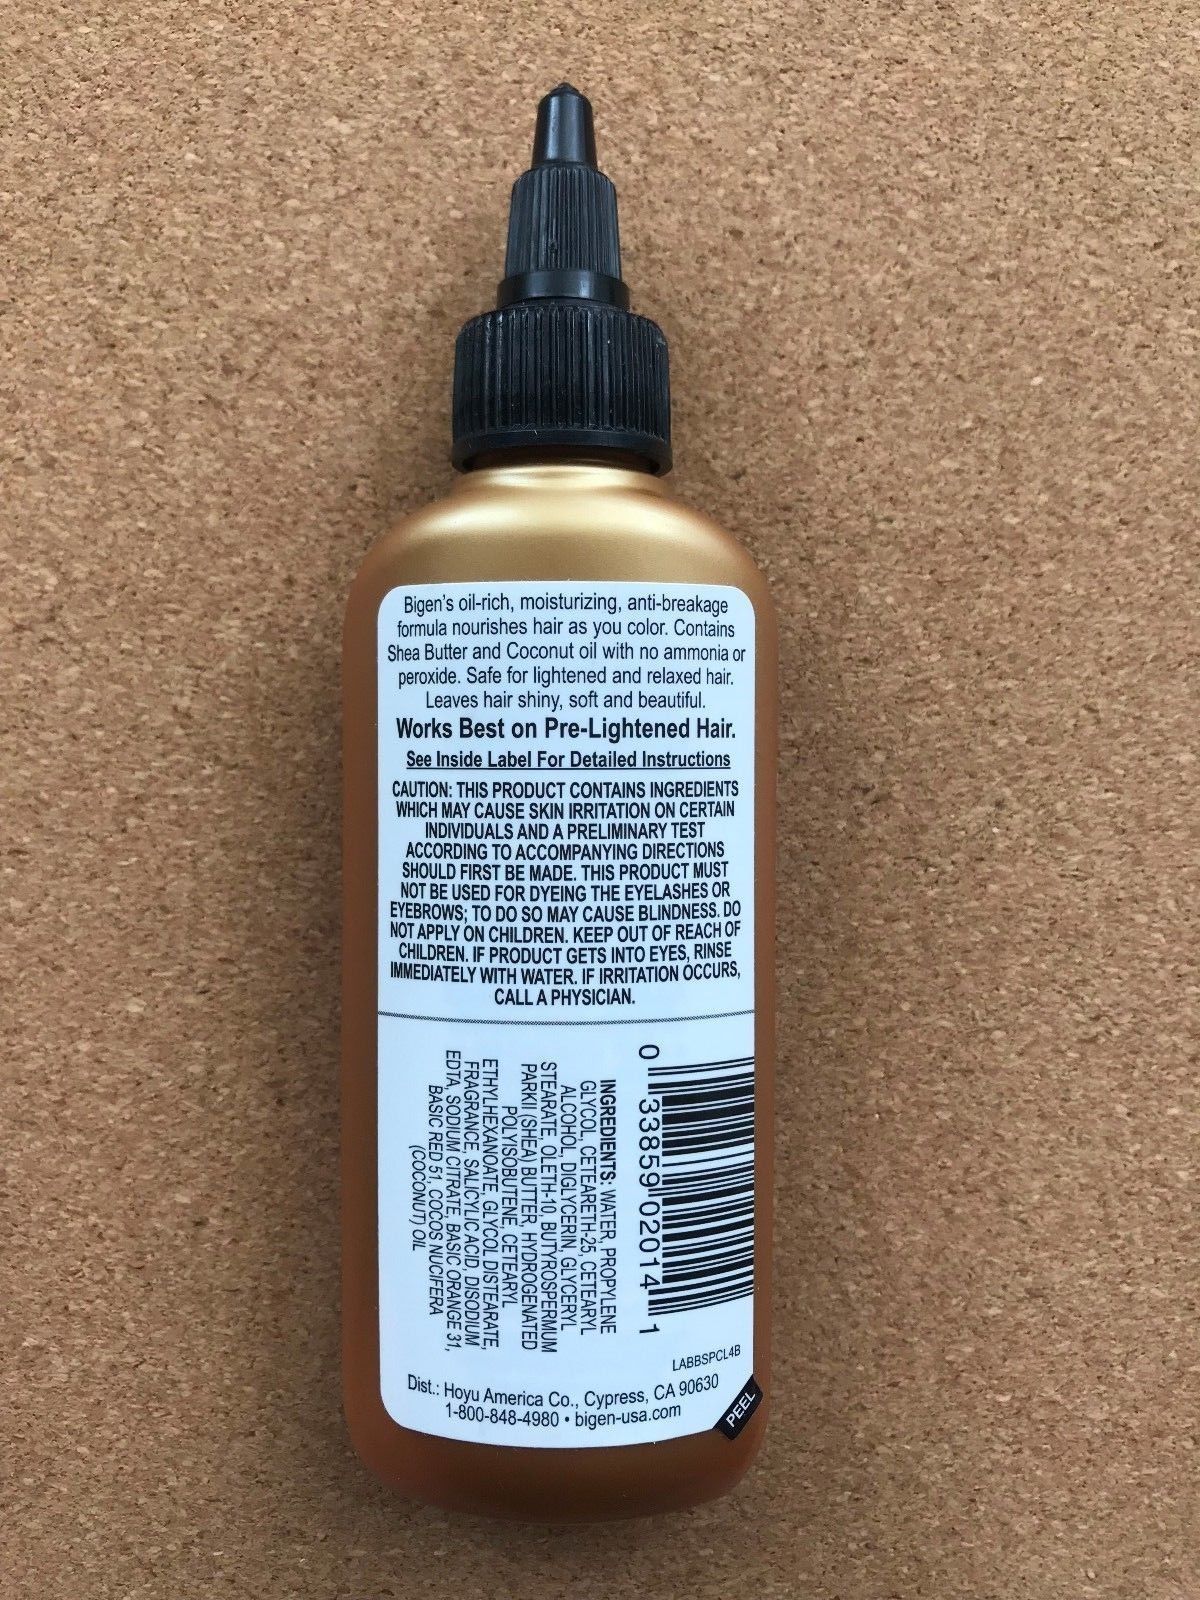 Bigen's oil-rich, moisturizing, anti-breakage
formula nourishes hair as you color. Contains
Shea Butter and Coconut oil with no ammonia or
peroxide. Safe for lightened and relaxed hair.
Leaves hair shiny, soft and beautiful.
Works Best on Pre-Lightened Hair.
See Inside Label For Detailed Instructions
CAUTION: THIS PRODUCT CONTAINS INGREDIENTS
WHICH MAY CAUSE SKIN IRRITATION ON CERTAIN
INDIVIDUALS AND A PRELIMINARY TEST
ACCORDING TO ACCOMPANYING DIRECTIONS
SHOULD FIRST BE MADE. THIS PRODUCT MUST
NOT BE USED FOR DYEING THE EYELASHES OR
EYEBROWS; TO DO SO MAY CAUSE BLINDNESS. DO
NOT APPLY ON CHILDREN. KEEP OUT OF REACH OF
CHILDREN. IF PRODUCT GETS INTO EYES, RINSE
IMMEDIATELY WITH WATER. IF IRRITATION OCCURS,
CALL A PHYSICIAN.
0 33859 02014 1
INGREDIENTS: WATER, PROPYLENE
GLYCOL, CETEARETH-25, CETEARYL
ALCOHOL, DIGLYCERIN, GLYCERYL
STEARATE, OLETH-10, BUTYROSPERMUM
PARKII (SHEA) BUTTER, HYDROGENATED
POLYISOBUTENE, CETEARYL
ETHYLHEXANOATE, GLYCOL DISTEARATE,
FRAGRANCE, SALICYLIC ACID, DISODIUM
EDTA, SODIUM CITRATE, BASIC ORANGE 31,
BASIC RED 51, COCOS NUCIFERA
(COCONUT) OIL
LABBSPCL4B
Dist.: Hoyu America Co., Cypress, CA 90630
1-800-848-4980 • bigen-usa.com
PEEL